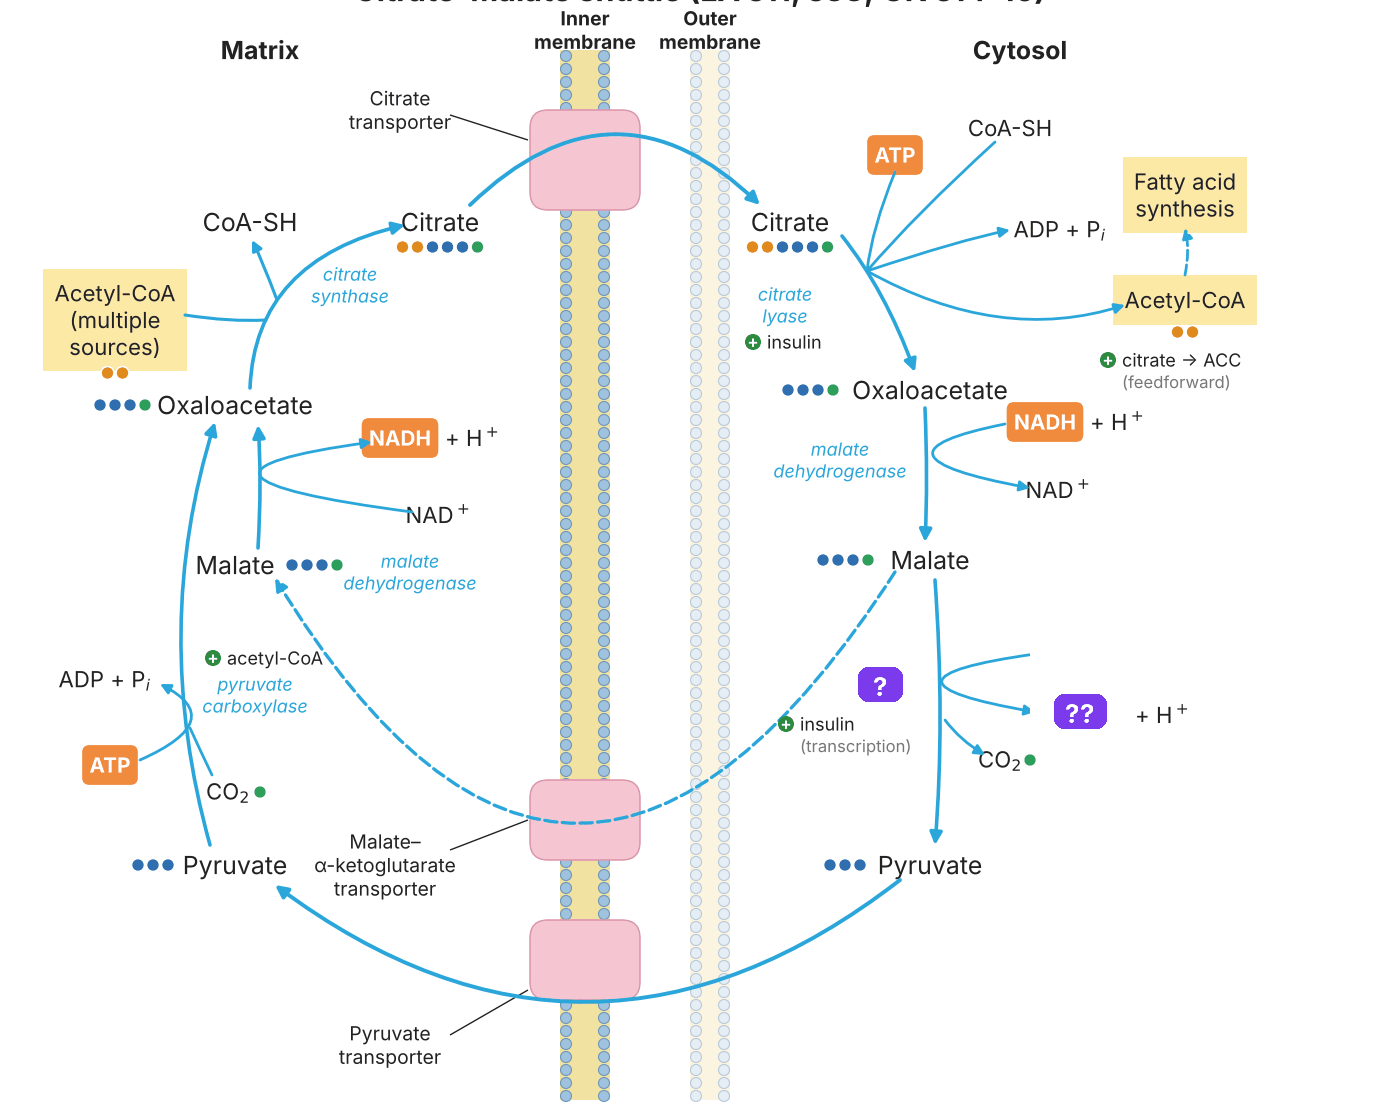 Inner
membrane
Outer
membrane
Matrix
Cytosol
Citrate
transporter
CoA-SH
ATP
CoA-SH
Citrate
Citrate
ADP + Pi
Fatty acid
synthesis
citrate
synthase
Acetyl-CoA
(multiple
sources)
citrate
lyase
+ insulin
Acetyl-CoA
+ citrate → ACC
(feedforward)
Oxaloacetate
Oxaloacetate
NADH + H+
NADH + H+
malate
dehydrogenase
NAD+
NAD+
Malate
malate
dehydrogenase
Malate
+ acetyl-CoA
pyruvate
carboxylase
ADP + Pi
?
?? + H+
+ insulin
(transcription)
CO2
ATP
CO2
Malate–
α-ketoglutarate
transporter
Pyruvate
Pyruvate
Pyruvate
transporter